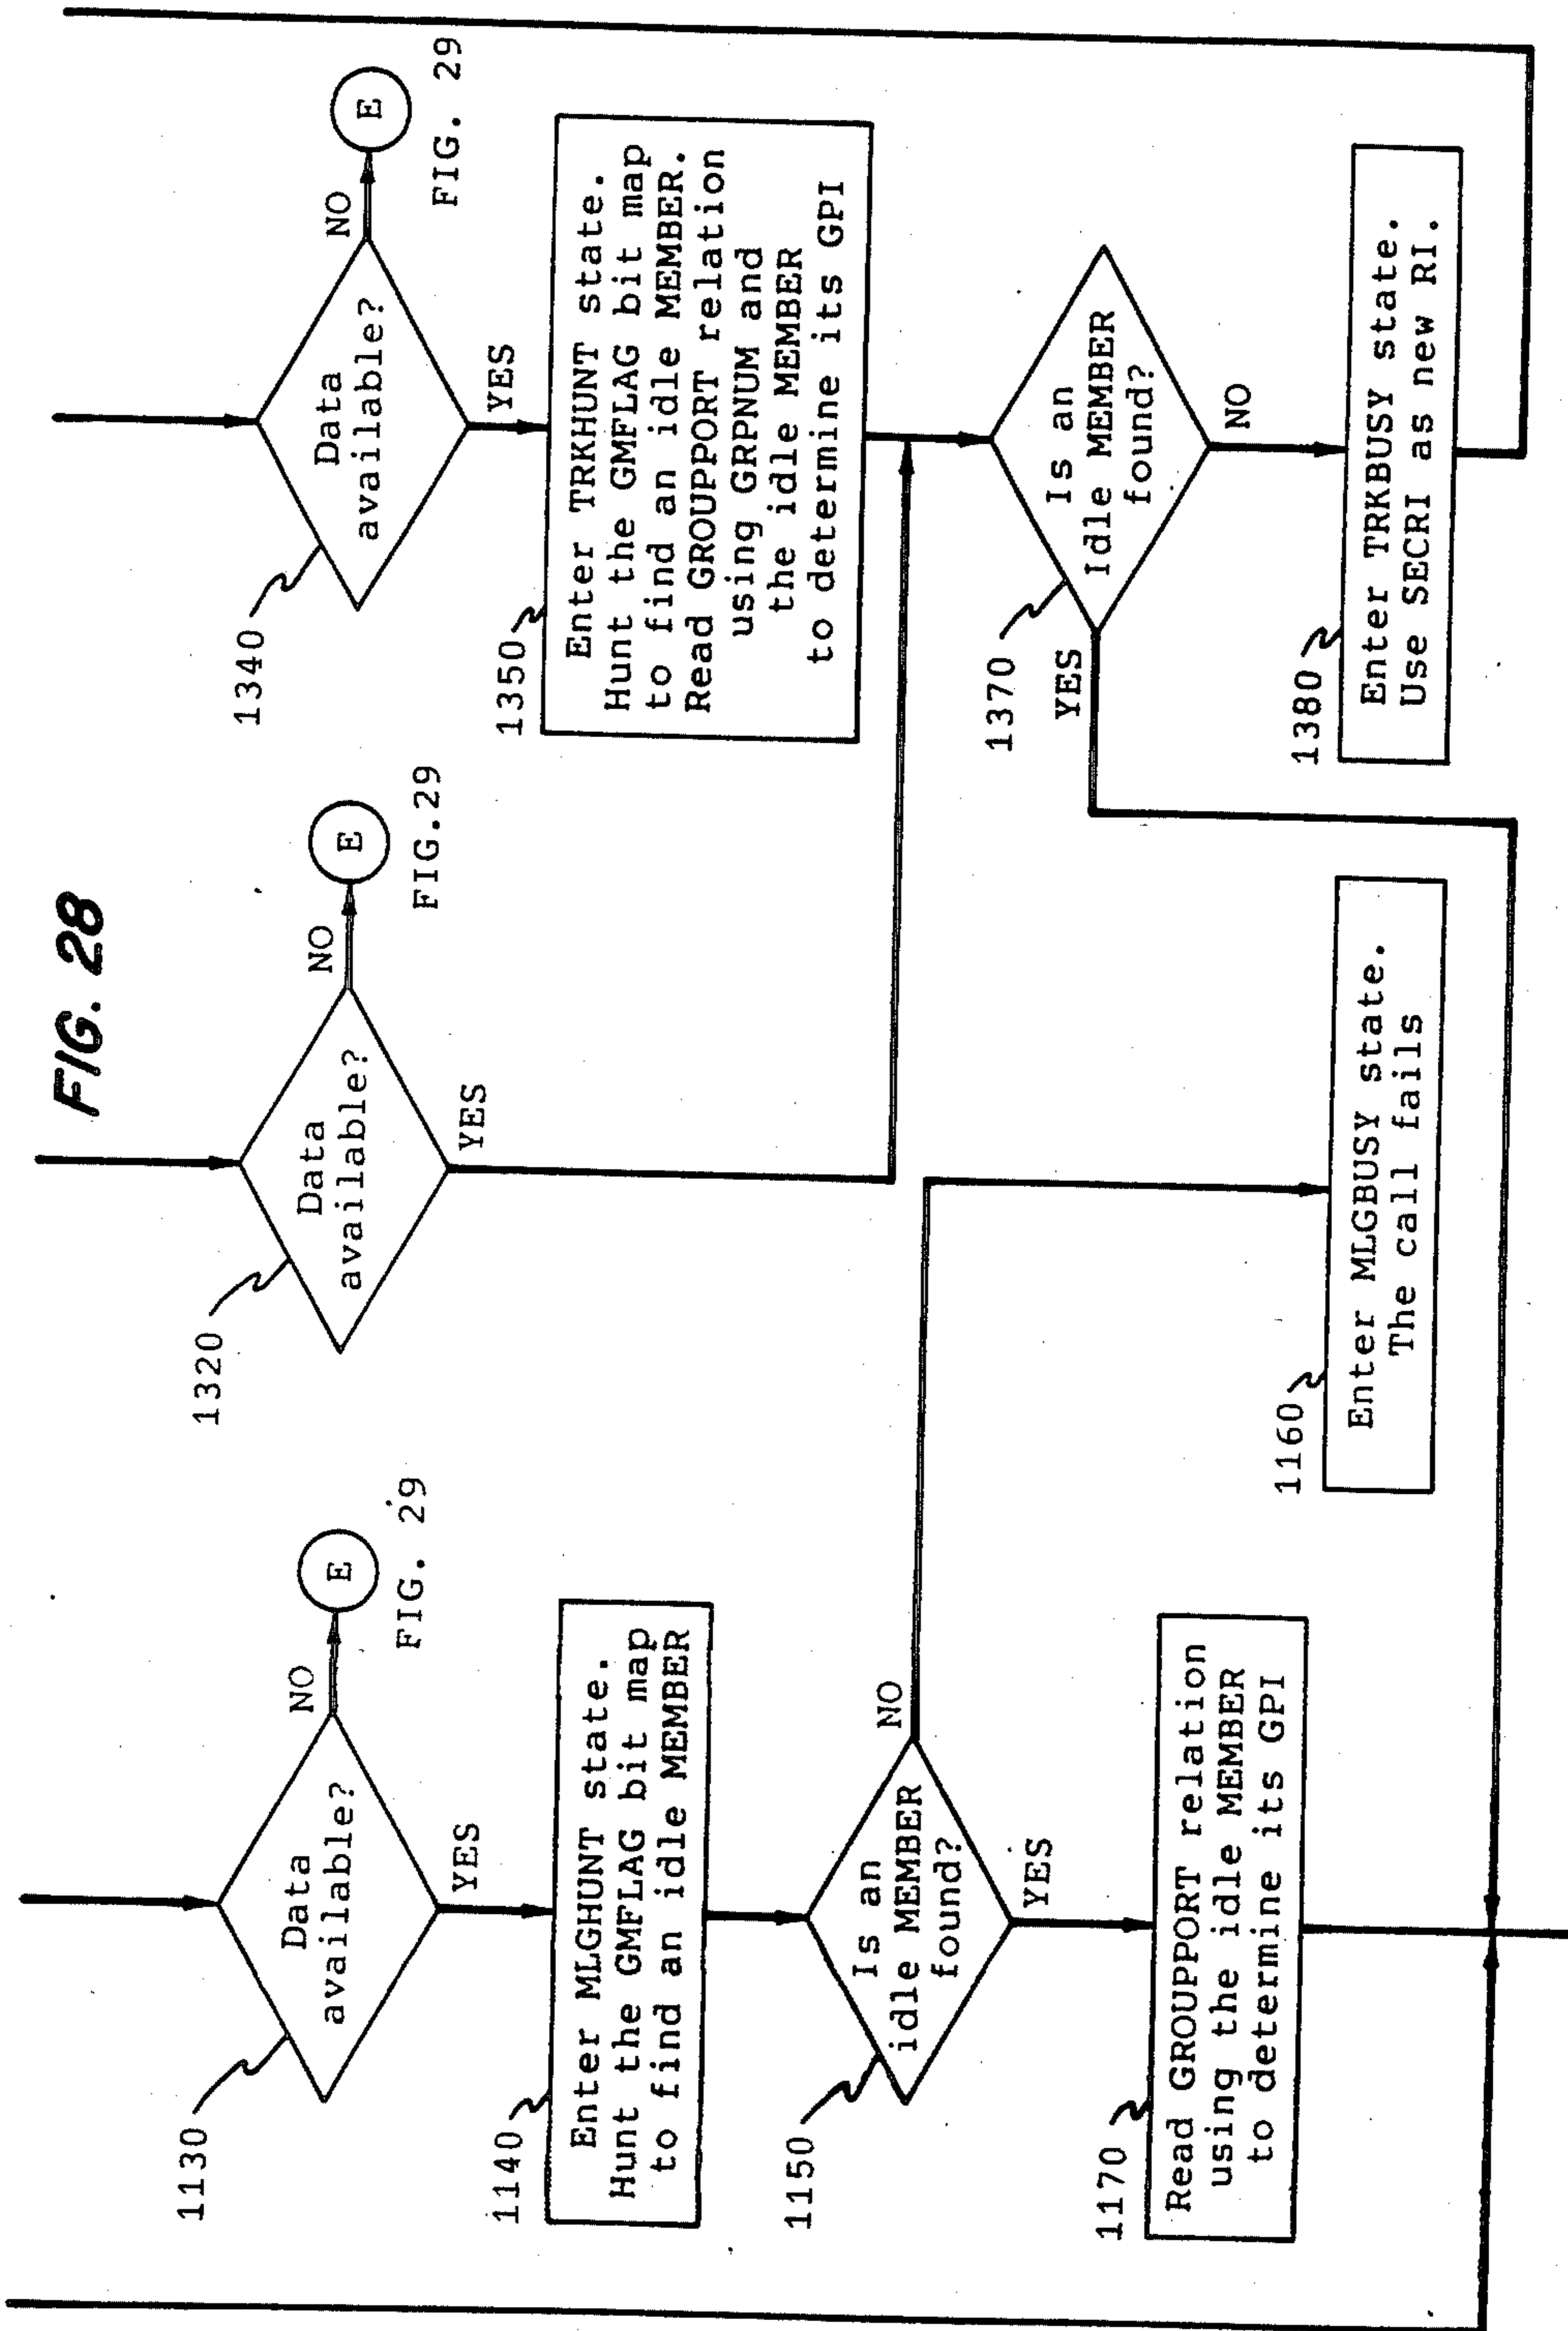 FIG. 28
1130
Data
available?
NO
E
FIG. 29
YES
1140
Enter MLGHUNT state.
Hunt the GMFLAG bit map
to find an idle MEMBER
1150
Is an
idle MEMBER
found?
NO
YES
1160
Enter MLGBUSY state.
The call fails
1170
Read GROUPPORT relation
using the idle MEMBER
to determine its GPI
1320
Data
available?
NO
E
FIG.29
YES
1340
Data
available?
NO
E
FIG. 29
YES
1350
Enter TRKHUNT state.
Hunt the GMFLAG bit map
to find an idle MEMBER.
Read GROUPPORT relation
using GRPNUM and
the idle MEMBER
to determine its GPI
1370
Is an
Idle MEMBER
found?
YES
NO
1380
Enter TRKBUSY state.
Use SECRI as new RI.